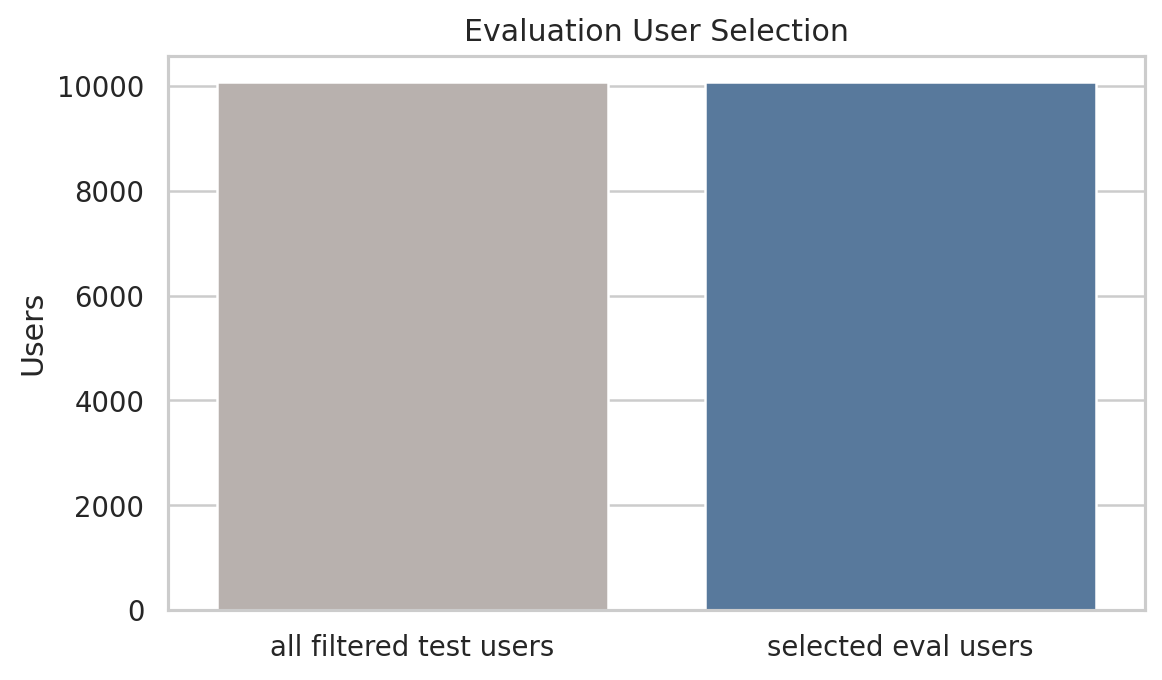 Evaluation User Selection
10000
8000
6000
4000
2000
0
Users
all filtered test users
selected eval users